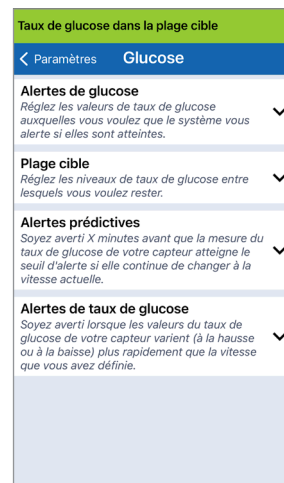 Taux de glucose dans la plage cible
Paramètres Glucose
Alertes de glucose
Réglez les valeurs de taux de glucose
auxquelles vous voulez que le système vous
alerte si elles sont atteintes.
Plage cible
Réglez les niveaux de taux de glucose entre
lesquels vous voulez rester.
Alertes prédictives
Soyez averti X minutes avant que la mesure du
taux de glucose de votre capteur atteigne le
seuil d'alerte si elle continue de changer à la
vitesse actuelle.
Alertes de taux de glucose
Soyez averti lorsque les valeurs du taux de
glucose de votre capteur varient (à la hausse
ou à la baisse) plus rapidement que la vitesse
que vous avez définie.